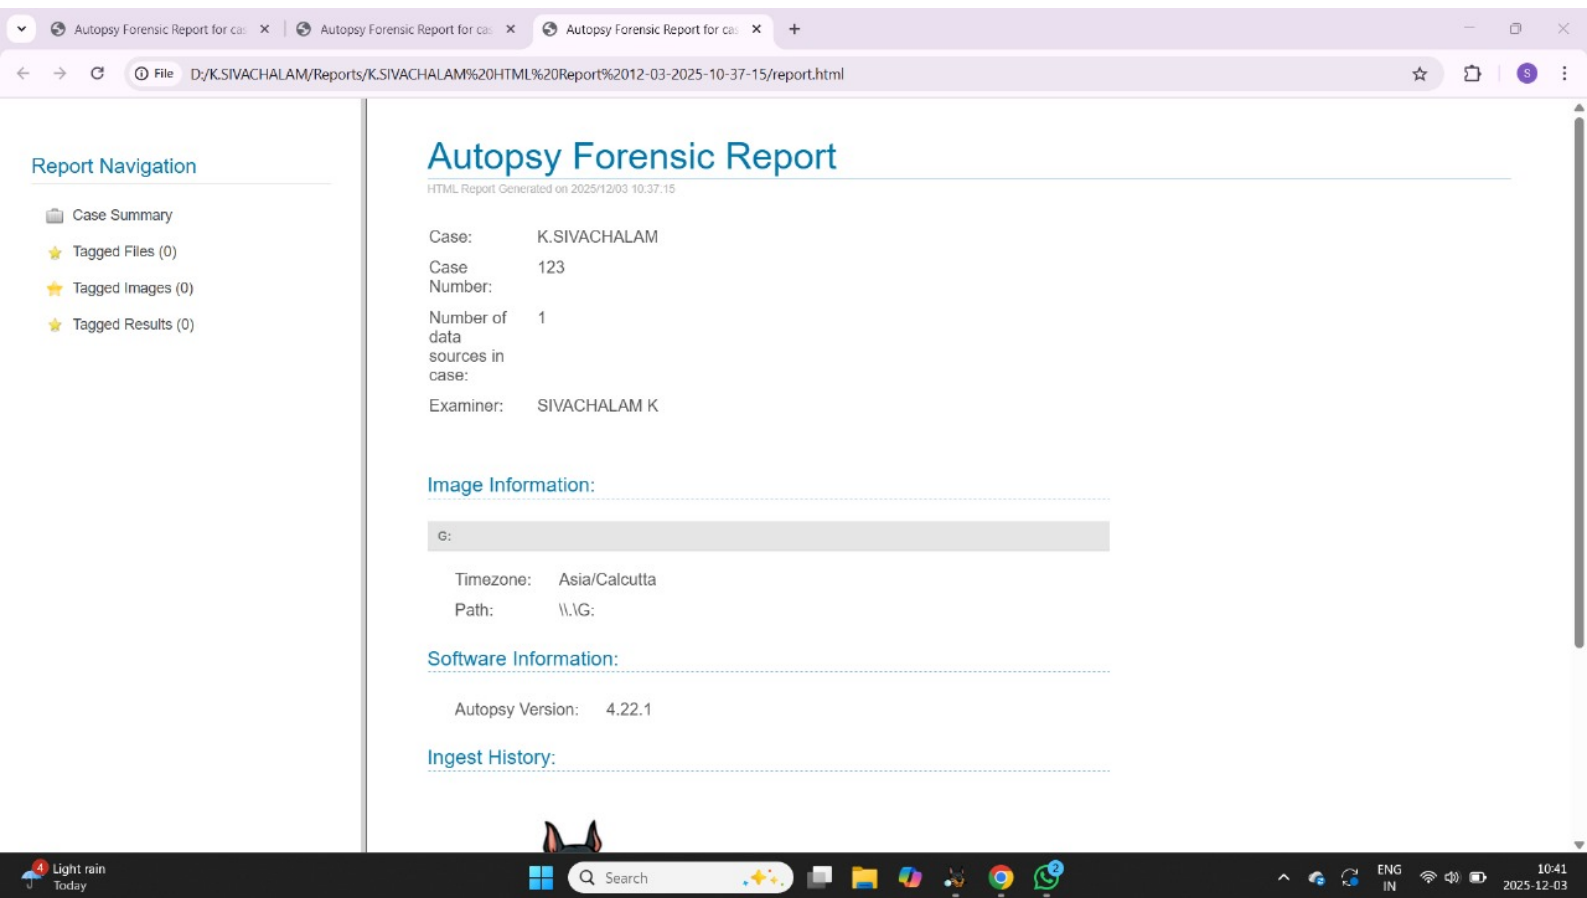 Autopsy Forensic Report for cas
Autopsy Forensic Report for cas
Autopsy Forensic Report for cas
File D:/K.SIVACHALAM/Reports/K.SIVACHALAM%20HTML%20Report%2012-03-2025-10-37-15/report.html
S
Report Navigation
Case Summary
Tagged Files (0)
Tagged Images (0)
Tagged Results (0)
Autopsy Forensic Report
HTML Report Generated on 2025/12/03 10:37:15
Case: K.SIVACHALAM
Case 123
Number:
Number of 1
data
sources in
case:
Examiner: SIVACHALAM K
Image Information:
G:
Timezone: Asia/Calcutta
Path: \\.\G:
Software Information:
Autopsy Version: 4.22.1
Ingest History:
4
Light rain
Today
Search
2
ENG
IN
10:41
2025-12-03